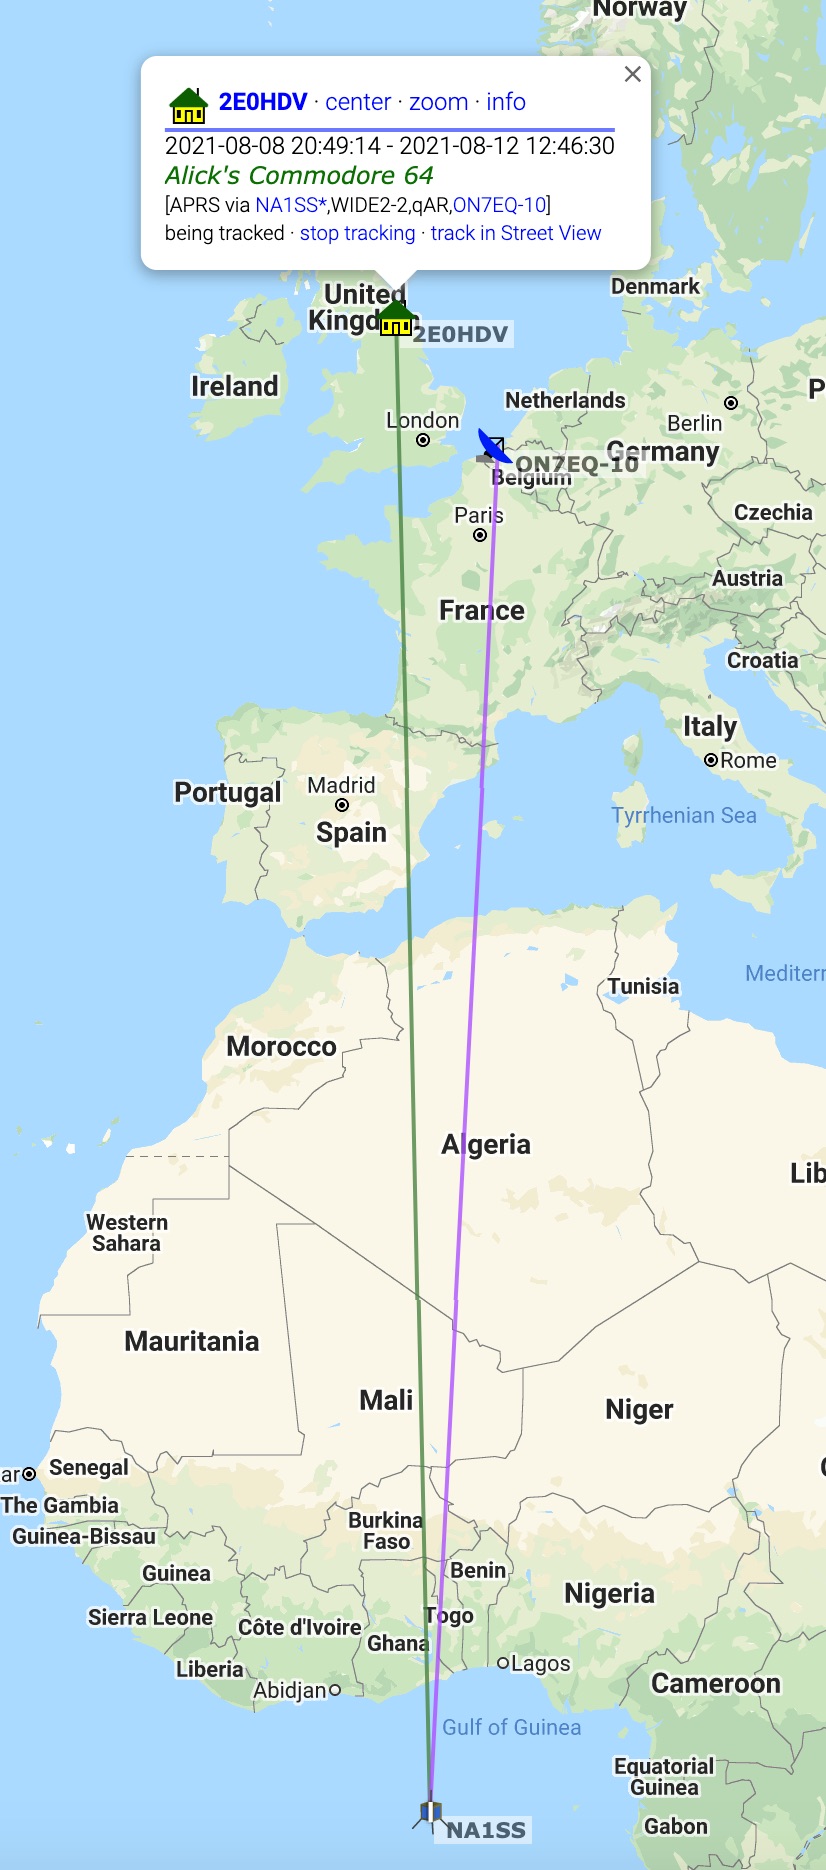 Norway
2E0HDV · center · zoom · info
2021-08-08 20:49:14 - 2021-08-12 12:46:30
Alick's Commodore 64
[APRS via NA1SS*,WIDE2-2,qAR,ON7EQ-10]
being tracked · stop tracking · track in Street View
Denmark
United
2E0HDV
Ireland
Netherlands
P
London
Berlin
Germany
ON7EQ-10
Belgium
Paris
Czechia
Austria
France
Croatia
Italy
Rome
Portugal
Madrid
Spain
Tyrrhenian Sea
Mediterr
Tunisia
Morocco
Algeria
Lib
Western
Sahara
Mauritania
Mali
Niger
ar
Senegal
The Gambia
Burkina
Faso
Guinea-Bissau
Guinea
Benin
Nigeria
Sierra Leone
Togo
Côte d'Ivoire
Ghana
Liberia
Lagos
Abidjan
Cameroon
Gulf of Guinea
Equatorial
Guinea
NA1SS
Gabon